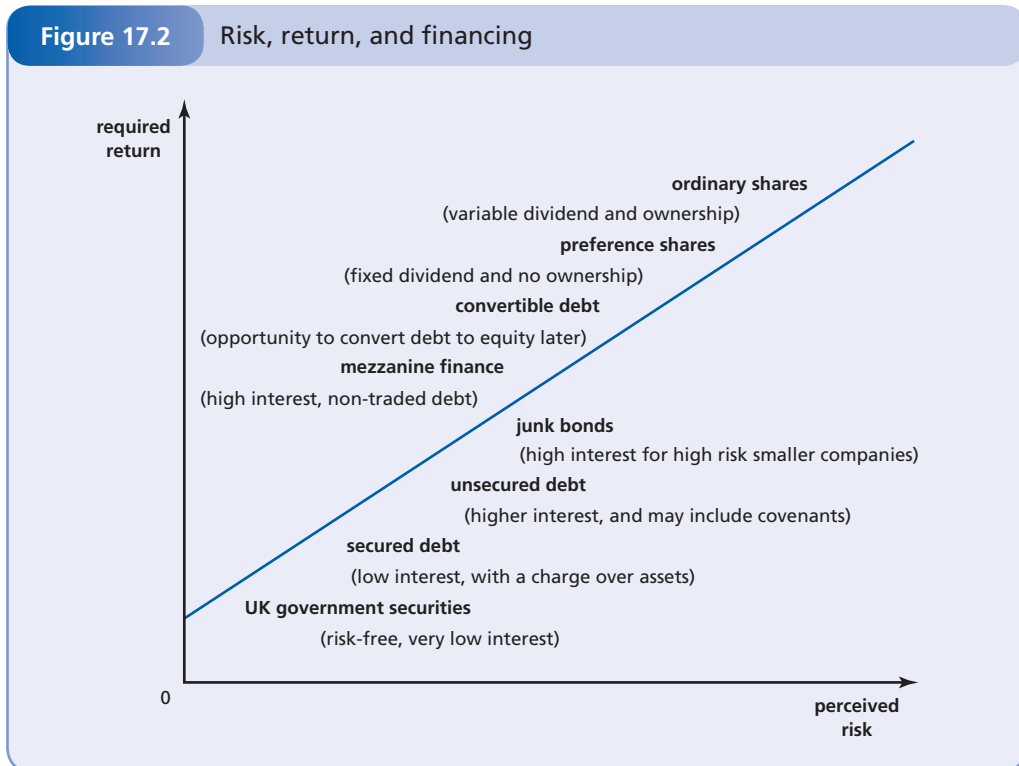 Figure 17.2 Risk, return, and financing
required
return
ordinary shares
(variable dividend and ownership)
preference shares
(fixed dividend and no ownership)
convertible debt
(opportunity to convert debt to equity later)
mezzanine finance
(high interest, non-traded debt)
junk bonds
(high interest for high risk smaller companies)
unsecured debt
(higher interest, and may include covenants)
secured debt
(low interest, with a charge over assets)
UK government securities
(risk-free, very low interest)
0
perceived
risk